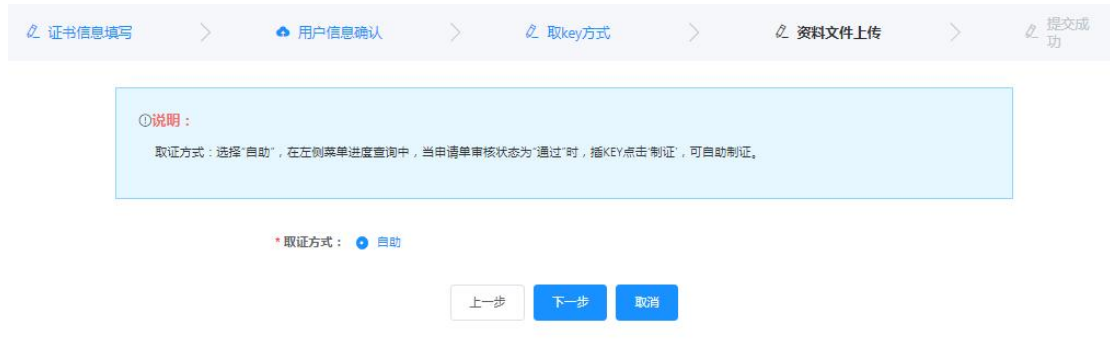 证书信息填写 用户信息确认 取key方式 资料文件上传 提交成
功
①说明：
取证方式：选择“自助”，在左侧菜单进度查询中，当申请单审核状态为“通过”时，插KEY点击‘制证’，可自助制证。
*取证方式： 自助
上一步 下一步 取消